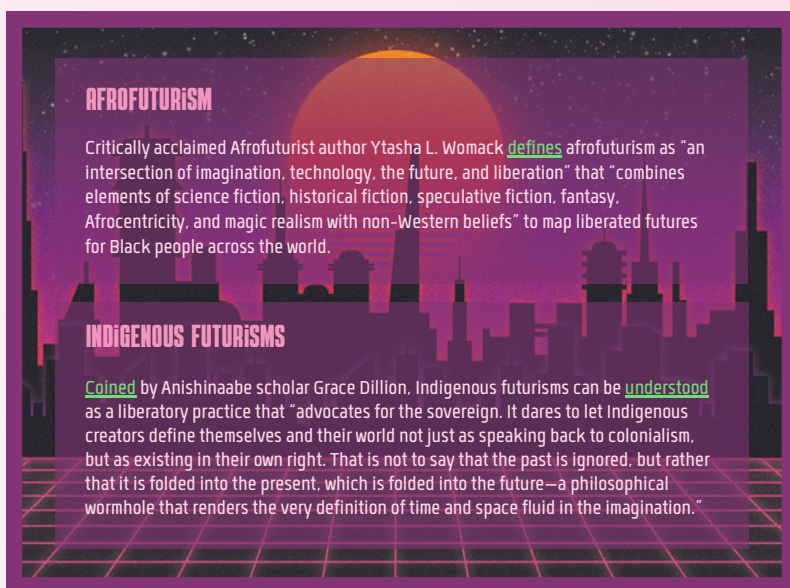 AFROFUTURiSM
Critically acclaimed Afrofuturist author Ytasha L. Womack defines afrofuturism as “an
intersection of imagination, technology, the future, and liberation” that “combines
elements of science fiction, historical fiction, speculative fiction, fantasy,
Afrocentricity, and magic realism with non-Western beliefs” to map liberated futures
for Black people across the world.
INDiGENOUS FUTURiSMS
Coined by Anishinaabe scholar Grace Dillion, Indigenous futurisms can be understood
as a liberatory practice that “advocates for the sovereign. It dares to let Indigenous
creators define themselves and their world not just as speaking back to colonialism,
but as existing in their own right. That is not to say that the past is ignored, but rather
that it is folded into the present, which is folded into the future—a philosophical
wormhole that renders the very definition of time and space fluid in the imagination.”